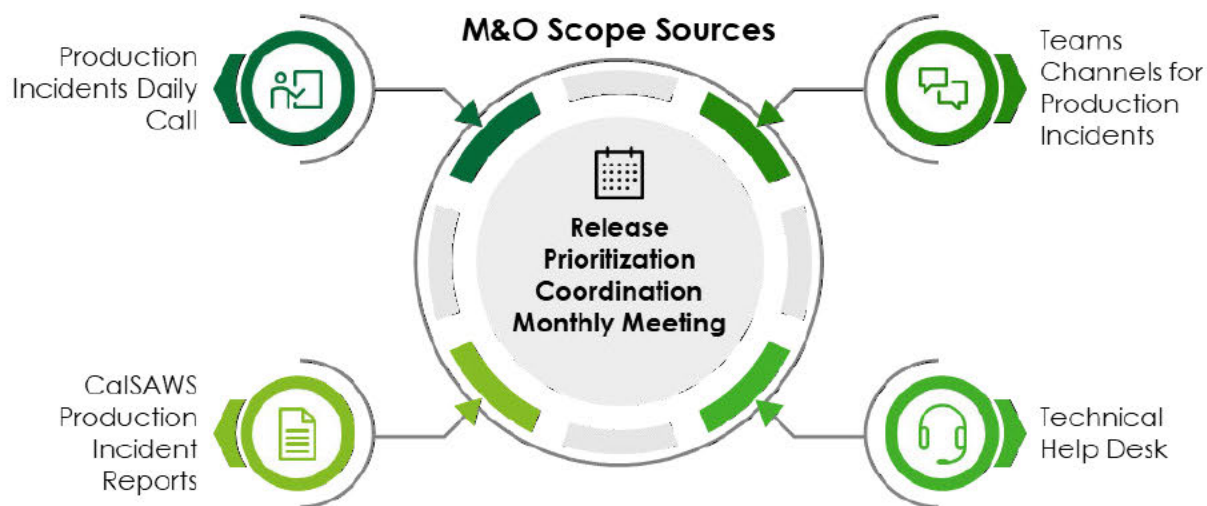 M&O Scope Sources
Production
Incidents Daily
Call
Teams
Channels for
Production
Incidents
Release
Prioritization
Coordination
Monthly Meeting
CalSAWS
Production
Incident
Reports
Technical
Help Desk